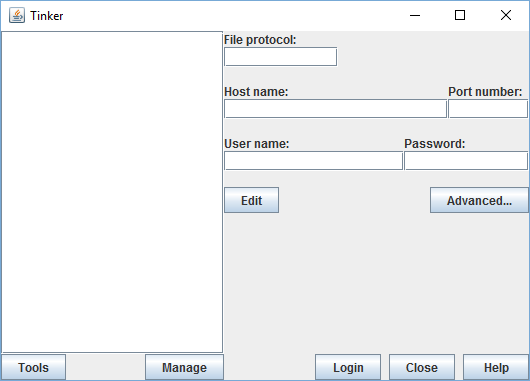 Tinker
File protocol:
Host name: Port number:
User name: Password:
Edit Advanced...
Tools Manage Login Close Help